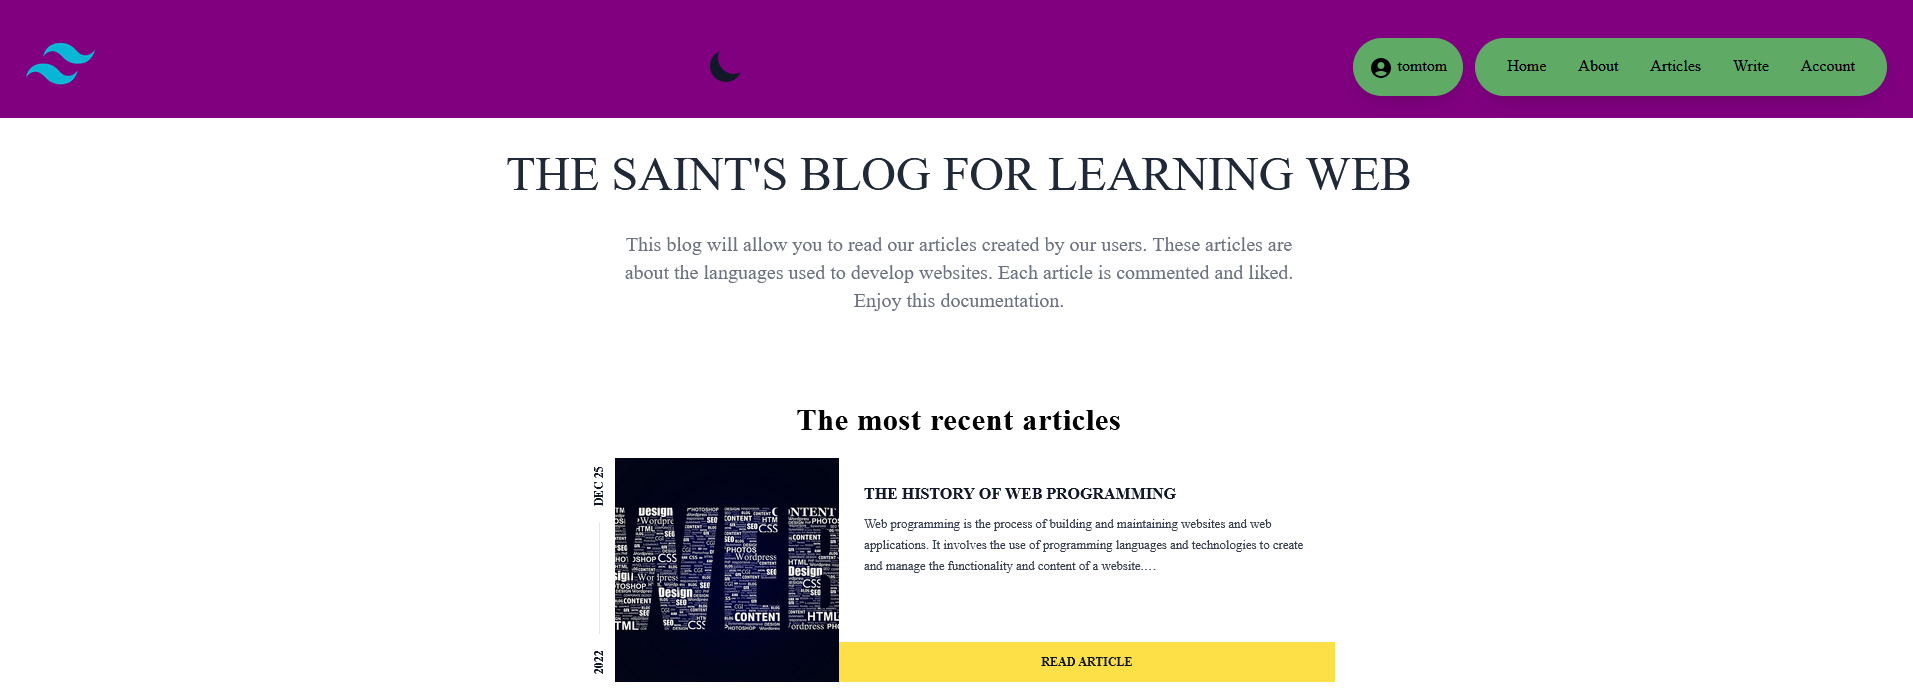 tomtom
Home About Articles Write Account
THE SAINT'S BLOG FOR LEARNING WEB
This blog will allow you to read our articles created by our users. These articles are
about the languages used to develop websites. Each article is commented and liked.
Enjoy this documentation.
The most recent articles
DEC 25
2022
THE HISTORY OF WEB PROGRAMMING
Web programming is the process of building and maintaining websites and web
applications. It involves the use of programming languages and technologies to create
and manage the functionality and content of a website.…
READ ARTICLE